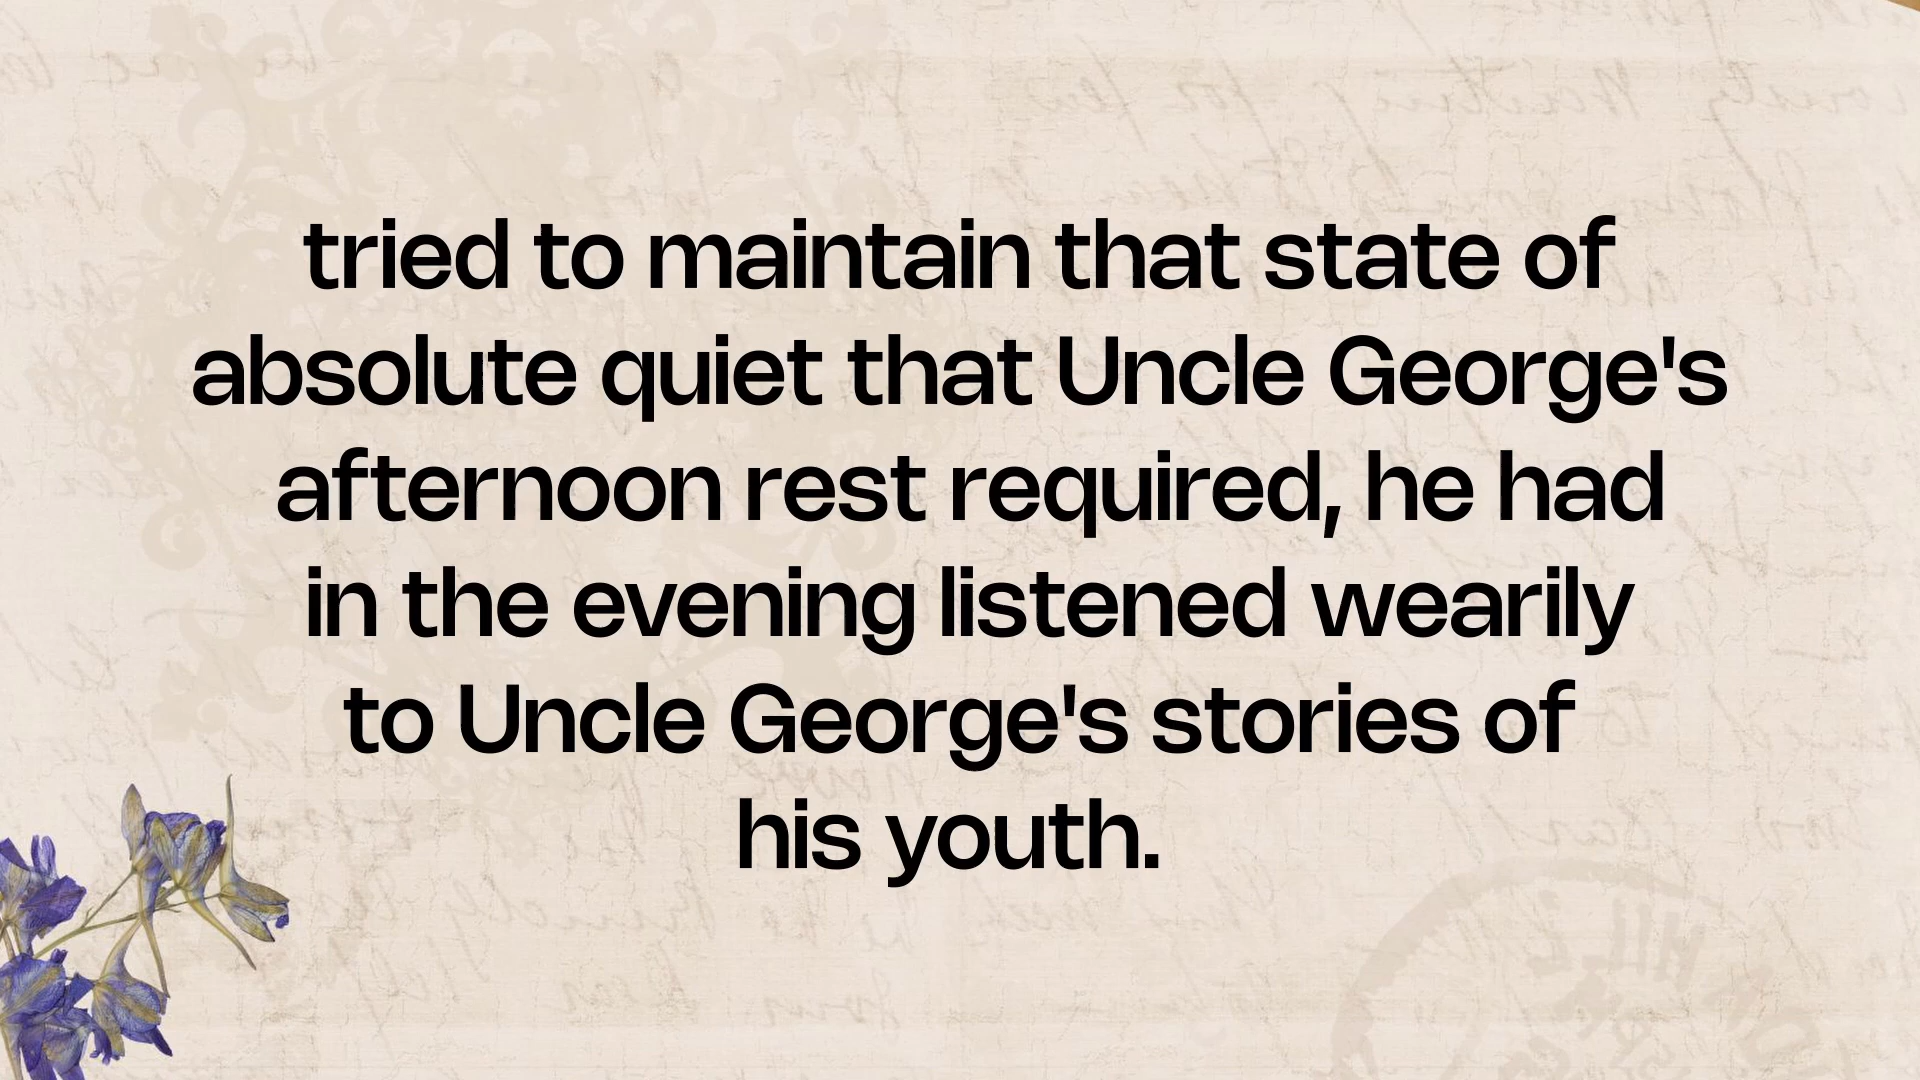 tried to maintain that state of
absolute quiet that Uncle George's
afternoon rest required, he had
in the evening listened wearily
to Uncle George's stories of
his youth.